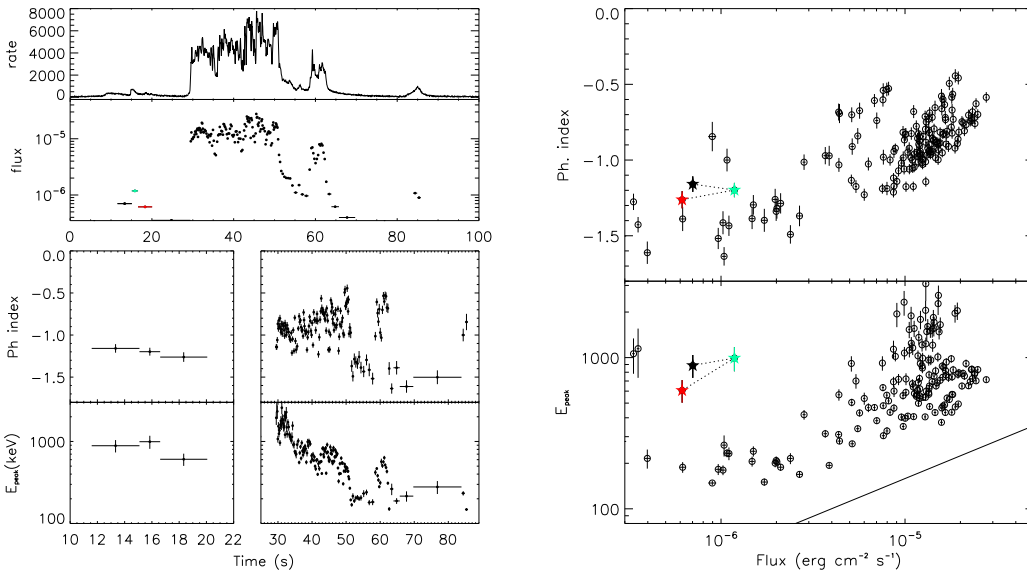 8000
6000
4000
2000
0
rate
10⁻⁵
10⁻⁶
flux
0 20 40 60 80 100
0.0
−0.5
−1.0
−1.5
Ph index
1000
100
E_peak(keV)
10 12 14 16 18 20 22
30 40 50 60 70 80
Time (s)
0.0
−0.5
−1.0
−1.5
Ph. index
1000
100
E_peak
10⁻⁶ 10⁻⁵
Flux (erg cm⁻² s⁻¹)